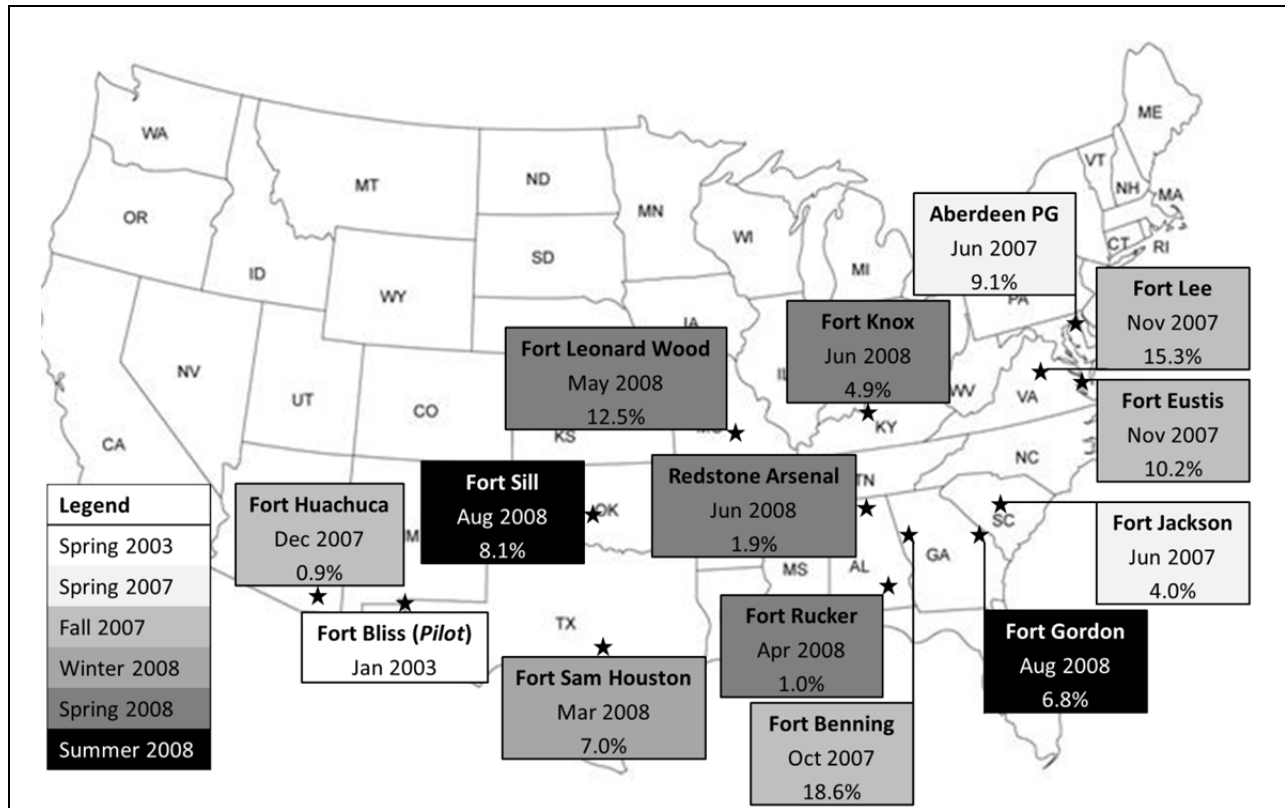 WA
OR
CA
NV
ID
MT
WY
UT
CO
ND
SD
KS
MN
WI
MI
ME
VT
NH
MA
CT
RI
PA
WV
VA
KY
NC
TN
SC
GA
AL
MS
TX
OK
IA
Aberdeen PG
Jun 2007
9.1%
Fort Lee
Nov 2007
15.3%
Fort Knox
Jun 2008
4.9%
Fort Leonard Wood
May 2008
12.5%
Fort Eustis
Nov 2007
10.2%
Fort Sill
Aug 2008
8.1%
Redstone Arsenal
Jun 2008
1.9%
Fort Huachuca
Dec 2007
0.9%
Fort Jackson
Jun 2007
4.0%
Fort Bliss (Pilot)
Jan 2003
Fort Rucker
Apr 2008
1.0%
Fort Gordon
Aug 2008
6.8%
Fort Sam Houston
Mar 2008
7.0%
Fort Benning
Oct 2007
18.6%
Legend
Spring 2003
Spring 2007
Fall 2007
Winter 2008
Spring 2008
Summer 2008